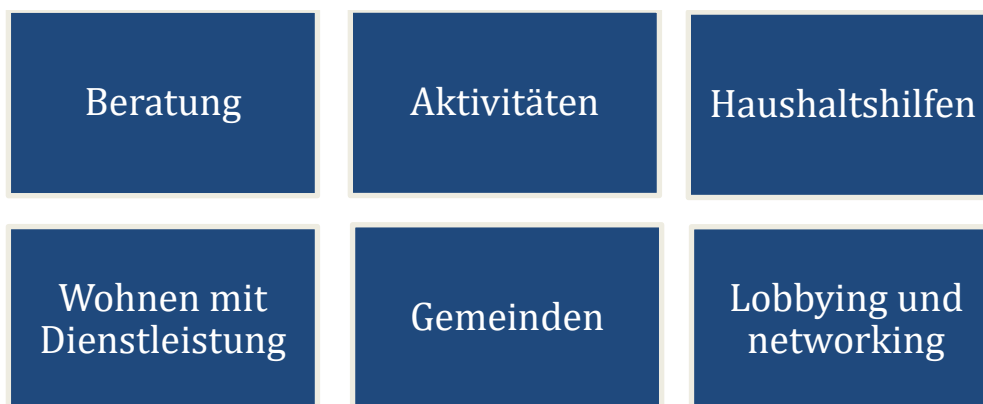 Beratung
Aktivitäten
Haushaltshilfen
Wohnen mit
Dienstleistung
Gemeinden
Lobbying und
networking